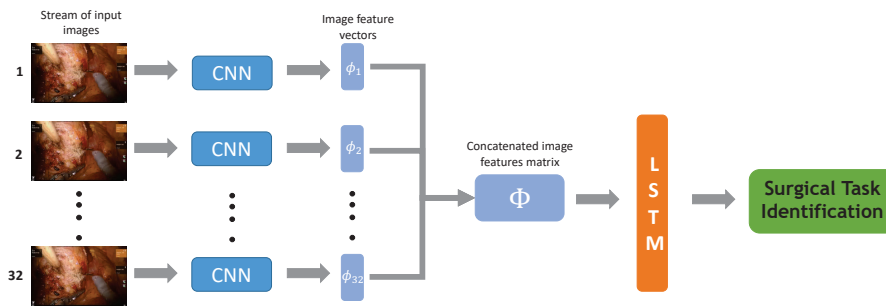 Stream of input
images
Image feature
vectors
1
CNN
ϕ₁
2
CNN
ϕ₂
Concatenated image
features matrix
Φ
L
S
T
M
Surgical Task
Identification
32
CNN
ϕ₃₂